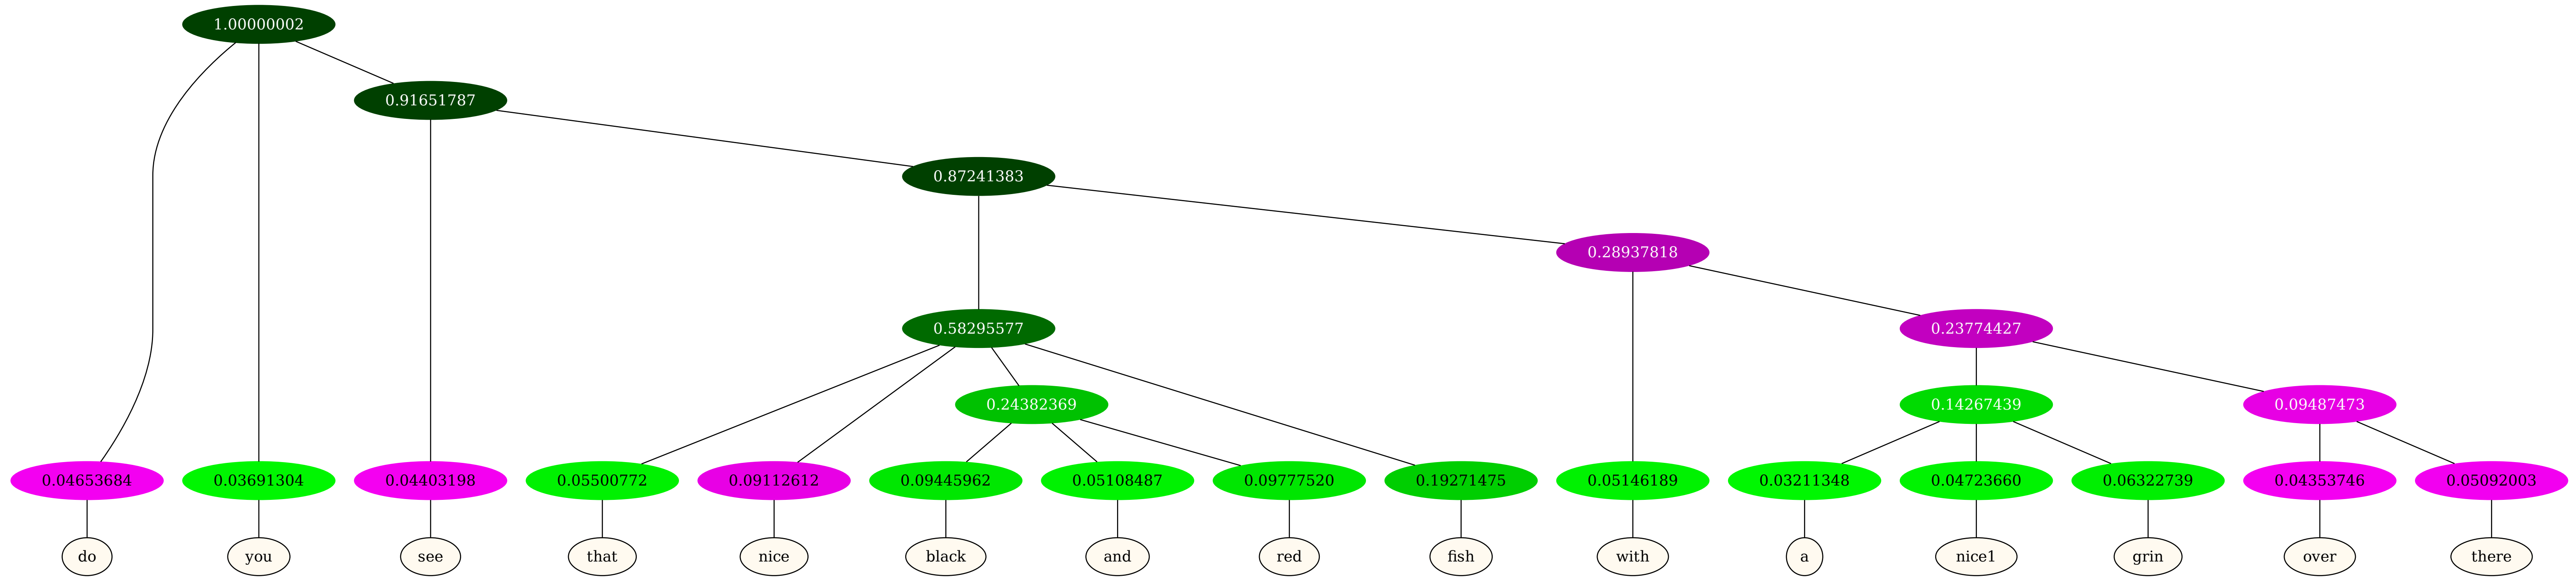 1.00000002
0.91651787
0.87241383
0.28937818
0.58295577 0.23774427
0.24382369 0.14267439 0.09487473
0.04653684 0.03691304 0.04403198 0.05500772 0.09112612 0.09445962 0.05108487 0.09777520 0.19271475 0.05146189 0.03211348 0.04723660 0.06322739 0.04353746 0.05092003
do you see that nice black and red fish with a nice1 grin over there